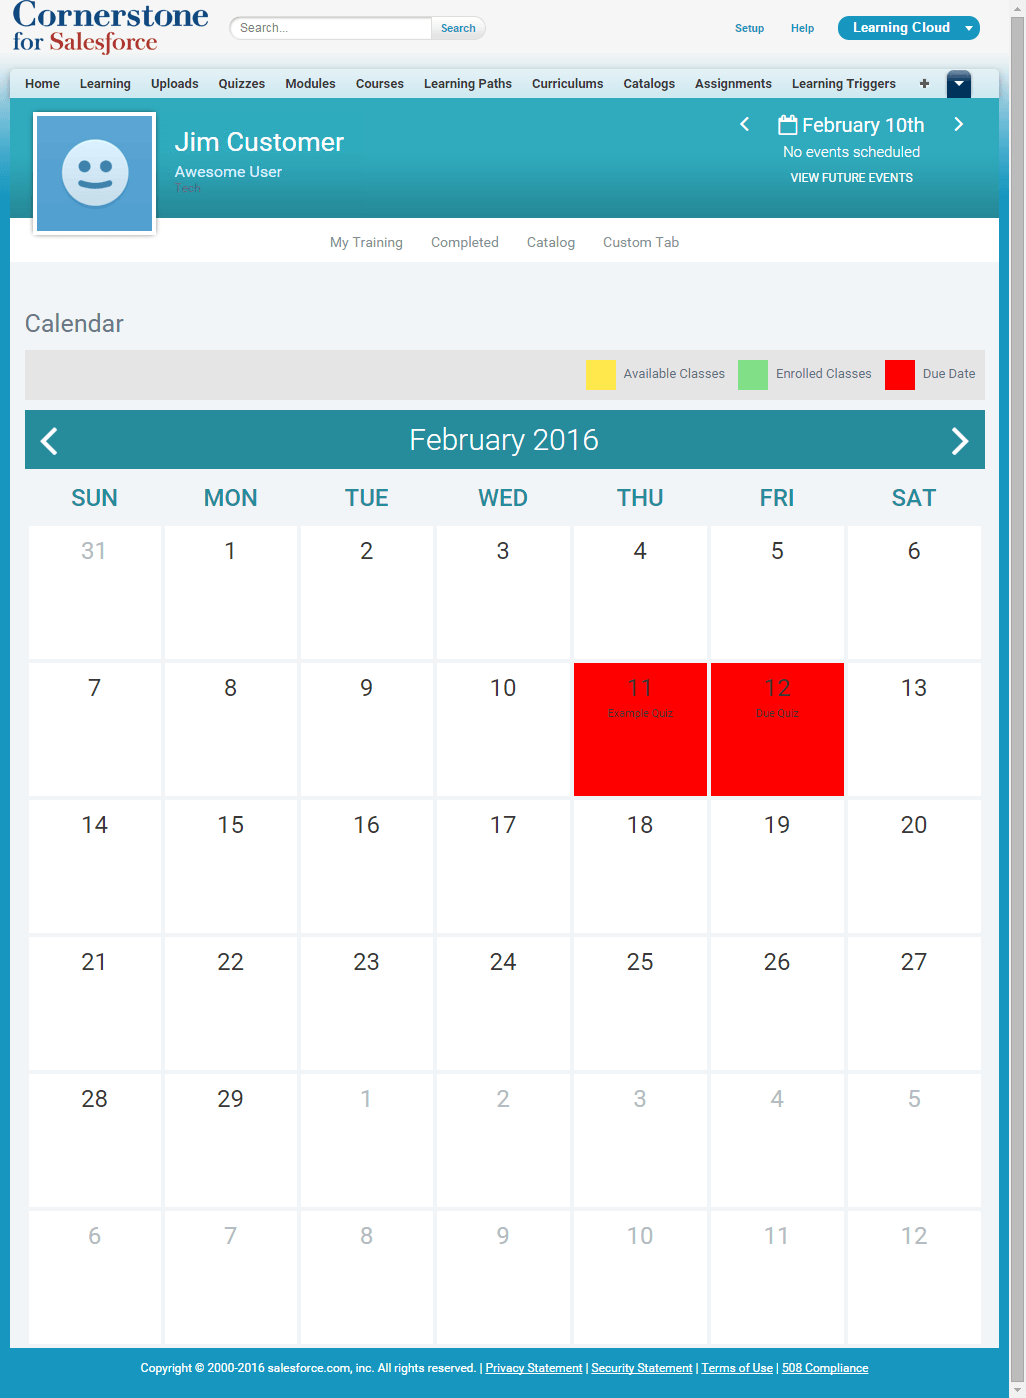 Cornerstone
for Salesforce
Search...
Search
Setup
Help
Learning Cloud
Home Learning Uploads Quizzes Modules Courses Learning Paths Curriculums Catalogs Assignments Learning Triggers +
Jim Customer
Awesome User
Tech
February 10th
No events scheduled
VIEW FUTURE EVENTS
My Training Completed Catalog Custom Tab
Calendar
Available Classes Enrolled Classes Due Date
February 2016
SUN MON TUE WED THU FRI SAT
31 1 2 3 4 5 6
7 8 9 10 11 12 13
Example Quiz Due Quiz
14 15 16 17 18 19 20
21 22 23 24 25 26 27
28 29 1 2 3 4 5
6 7 8 9 10 11 12
Copyright © 2000-2016 salesforce.com, inc. All rights reserved. | Privacy Statement | Security Statement | Terms of Use | 508 Compliance